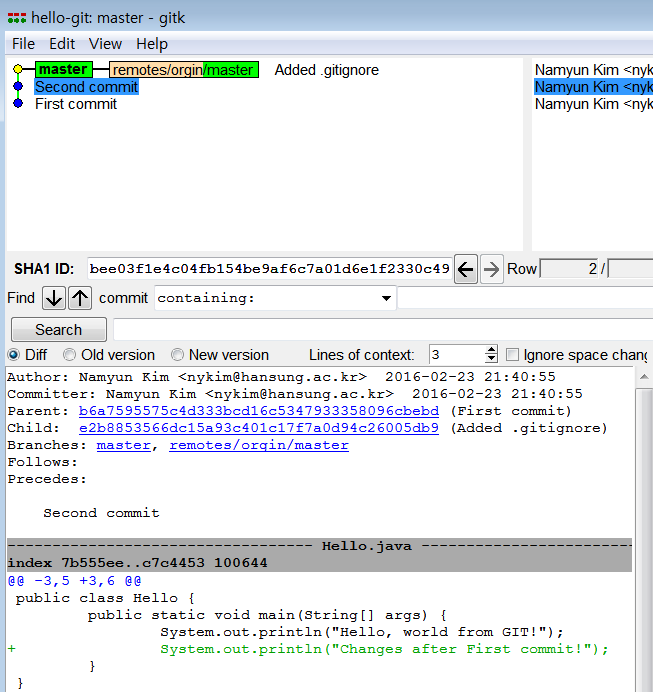 hello-git: master - gitk
File Edit View Help
master remotes/orgin/master Added .gitignore Namyun Kim <nyk
Second commit Namyun Kim <nyk
First commit Namyun Kim <nyk
SHA1 ID: bee03f1e4c04fb154be9af6c7a01d6e1f2330c49 Row 2 /
Find commit containing:
Search
Diff Old version New version Lines of context: 3 Ignore space chang
Author: Namyun Kim <nykim@hansung.ac.kr> 2016-02-23 21:40:55
Committer: Namyun Kim <nykim@hansung.ac.kr> 2016-02-23 21:40:55
Parent: b6a7595575c4d333bcd16c5347933358096cbebd (First commit)
Child: e2b8853566dc15a93c401c17f7a0d94c26005db9 (Added .gitignore)
Branches: master, remotes/orgin/master
Follows:
Precedes:
Second commit
---------------------------------- Hello.java ------------------------
index 7b555ee..c7c4453 100644
@@ -3,5 +3,6 @@
public class Hello {
public static void main(String[] args) {
System.out.println("Hello, world from GIT!");
+ System.out.println("Changes after First commit!");
}
}